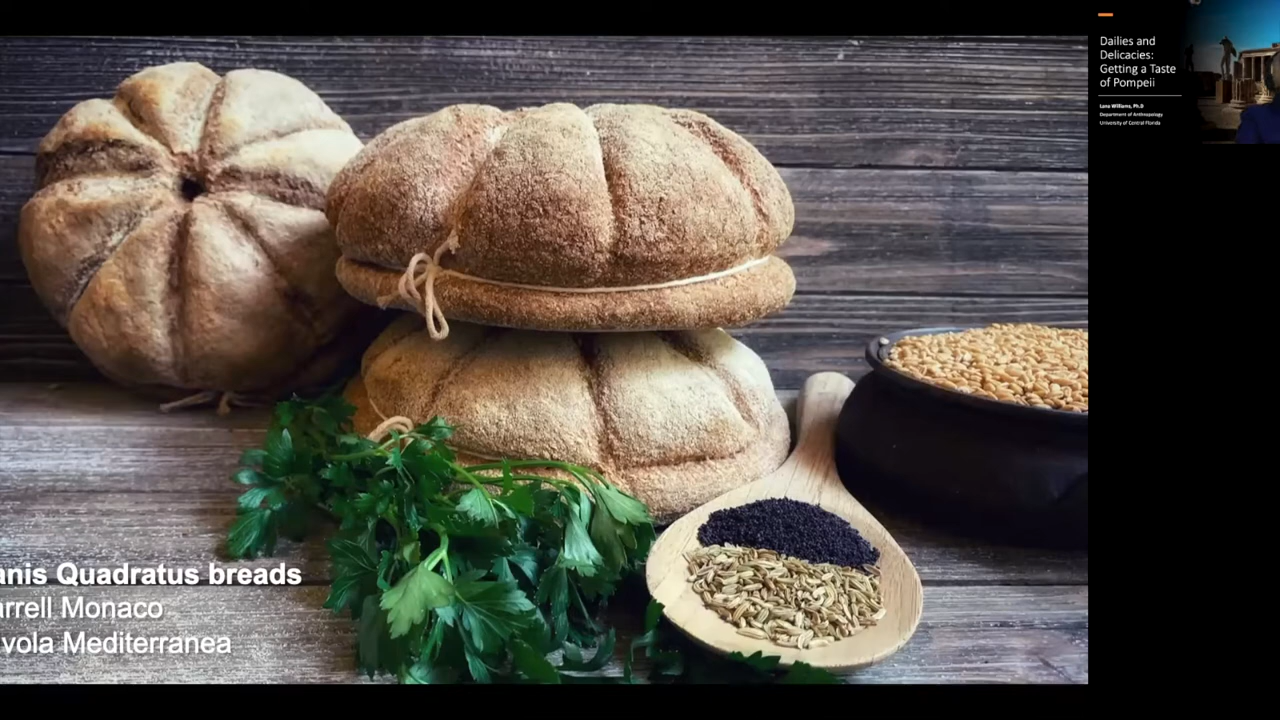 anis Quadratus breads
arrell Monaco
vola Mediterranea
Dailies and
Delicacies:
Getting a Taste
of Pompeii
Lana Williams, Ph.D
Department of Anthropology
University of Central Florida